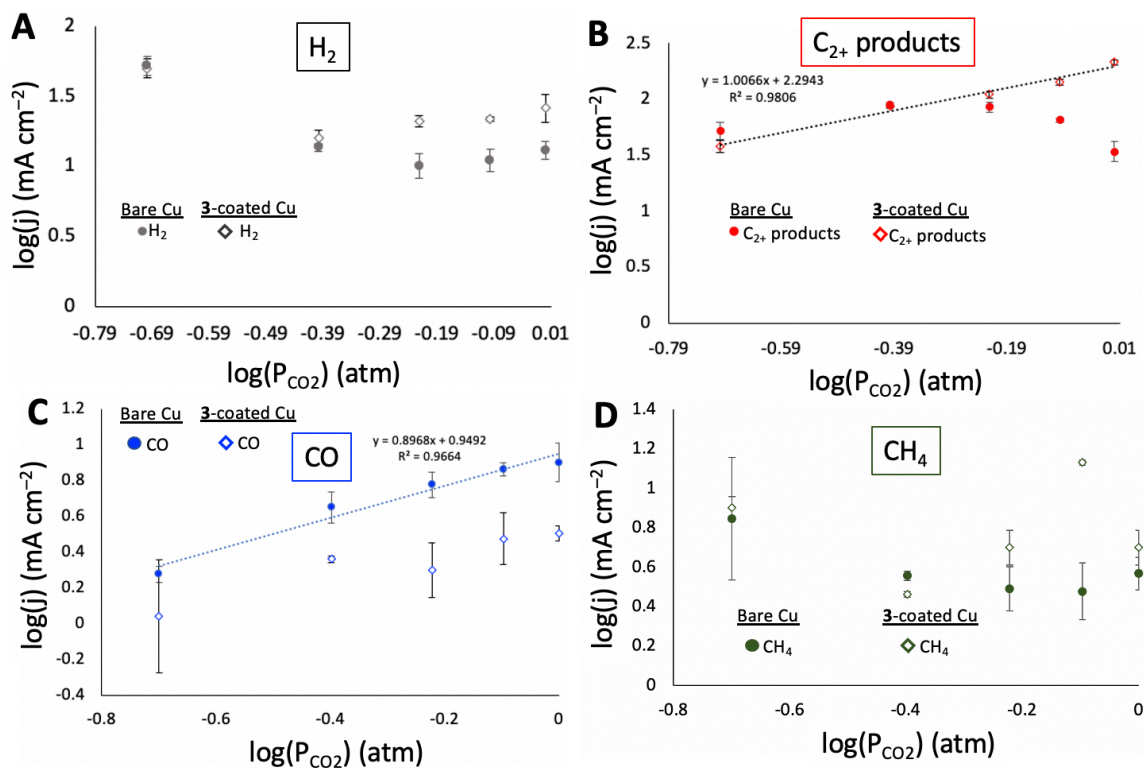 A
H₂
2
1.5
1
0.5
0
log(j) (mA cm⁻²)
Bare Cu
3-coated Cu
H₂
H₂
-0.79 -0.69 -0.59 -0.49 -0.39 -0.29 -0.19 -0.09 0.01
log(P_CO2) (atm)
B
C₂₊ products
2.5
2
1.5
1
0.5
0
log(j) (mA cm⁻²)
y = 1.0066x + 2.2943
R² = 0.9806
Bare Cu
3-coated Cu
C₂₊ products
C₂₊ products
-0.79 -0.59 -0.39 -0.19 0.01
log(P_CO2) (atm)
C
Bare Cu
3-coated Cu
CO
CO
CO
y = 0.8968x + 0.9492
R² = 0.9664
1.2
1
0.8
0.6
0.4
0.2
0
-0.2
-0.4
log(j) (mA cm⁻²)
-0.8 -0.6 -0.4 -0.2 0
log(P_CO2) (atm)
D
CH₄
1.4
1.2
1
0.8
0.6
0.4
0.2
0
log(j) (mA cm⁻²)
Bare Cu
3-coated Cu
CH₄
CH₄
-0.8 -0.6 -0.4 -0.2 0
log(P_CO2) (atm)